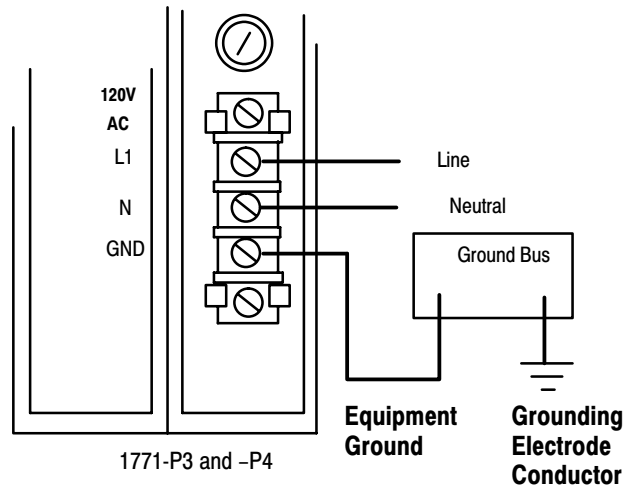 120V
AC
L1
Line
N
Neutral
GND
Ground Bus
Equipment
Ground
Grounding
Electrode
Conductor
1771-P3 and –P4